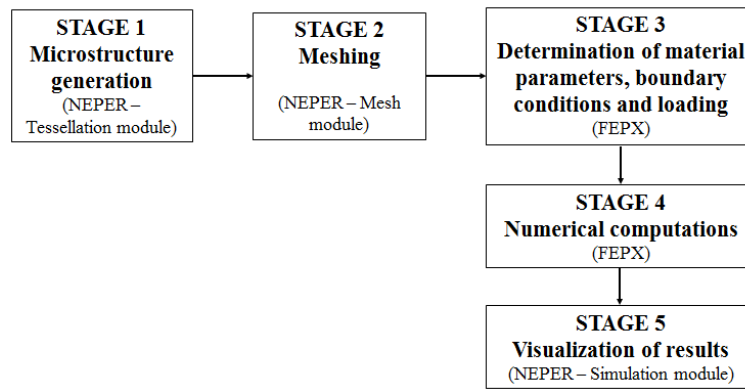 STAGE 1
Microstructure
generation
(NEPER –
Tessellation module)
STAGE 2
Meshing
(NEPER – Mesh
module)
STAGE 3
Determination of material
parameters, boundary
conditions and loading
(FEPX)
STAGE 4
Numerical computations
(FEPX)
STAGE 5
Visualization of results
(NEPER – Simulation module)